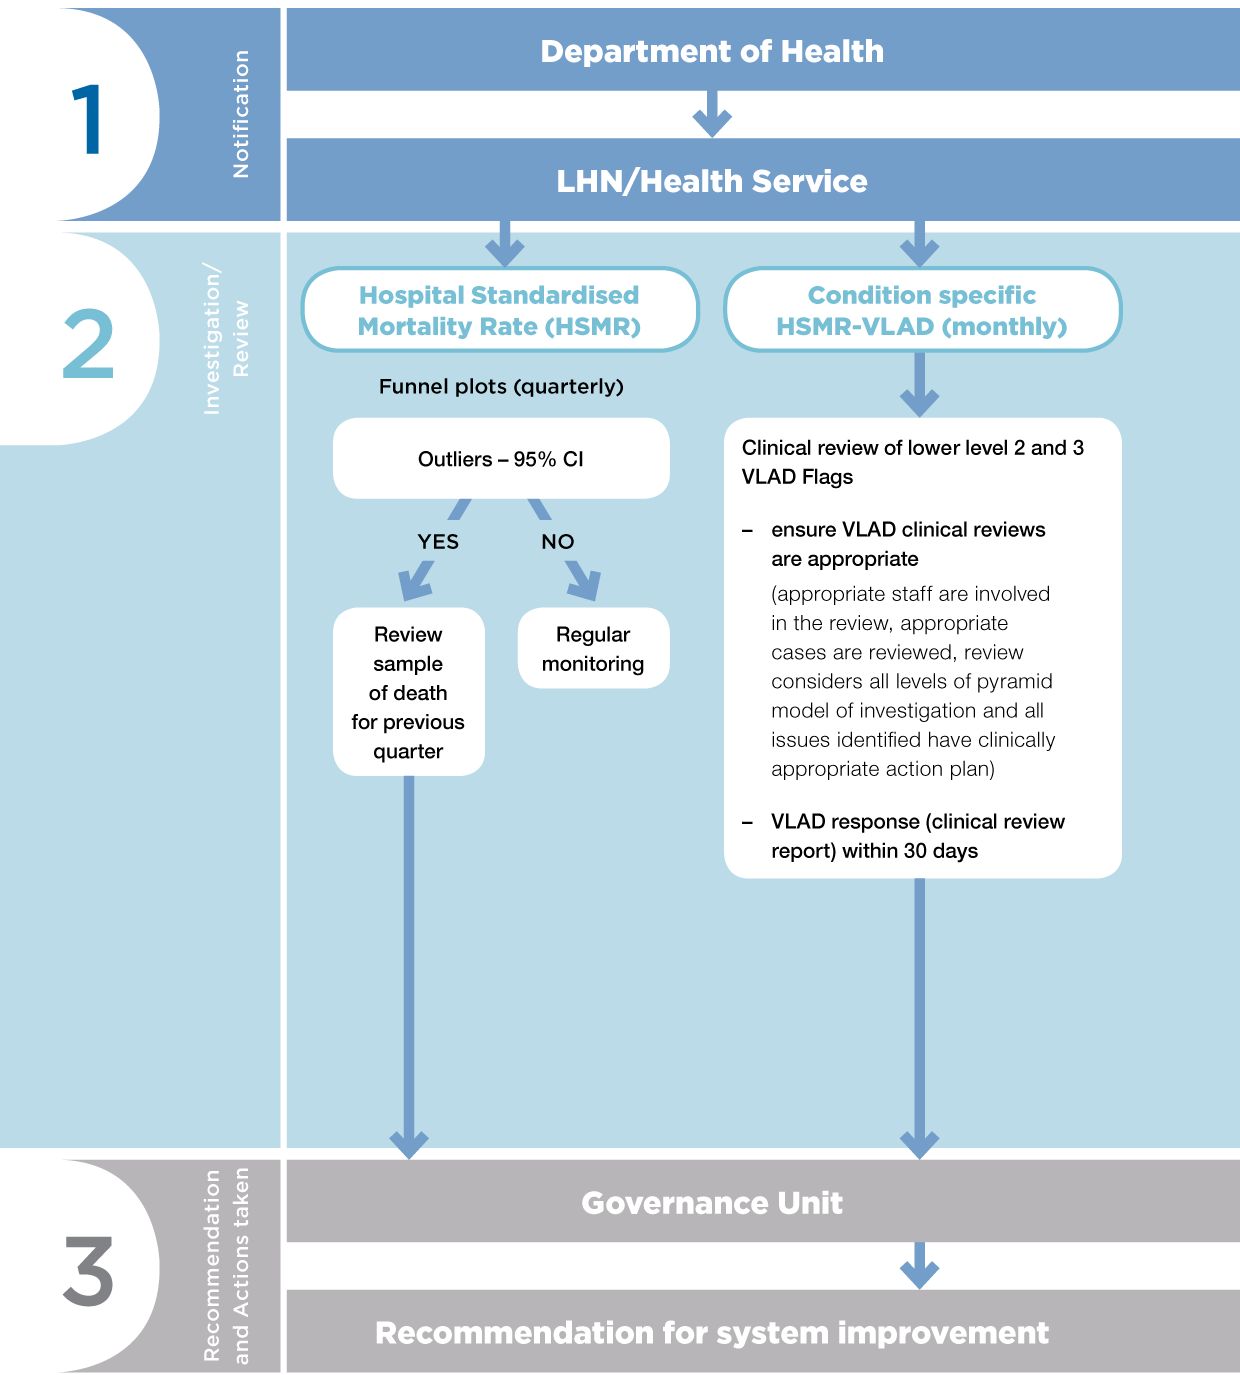 1
Notification
Department of Health
LHN/Health Service
2
Investigation/
Review
Hospital Standardised
Mortality Rate (HSMR)
Funnel plots (quarterly)
Outliers – 95% CI
YES
NO
Review
sample
of death
for previous
quarter
Regular
monitoring
Condition specific
HSMR-VLAD (monthly)
Clinical review of lower level 2 and 3
VLAD Flags
– ensure VLAD clinical reviews
are appropriate
(appropriate staff are involved
in the review, appropriate
cases are reviewed, review
considers all levels of pyramid
model of investigation and all
issues identified have clinically
appropriate action plan)
– VLAD response (clinical review
report) within 30 days
3
Recommendation
and Actions taken
Governance Unit
Recommendation for system improvement